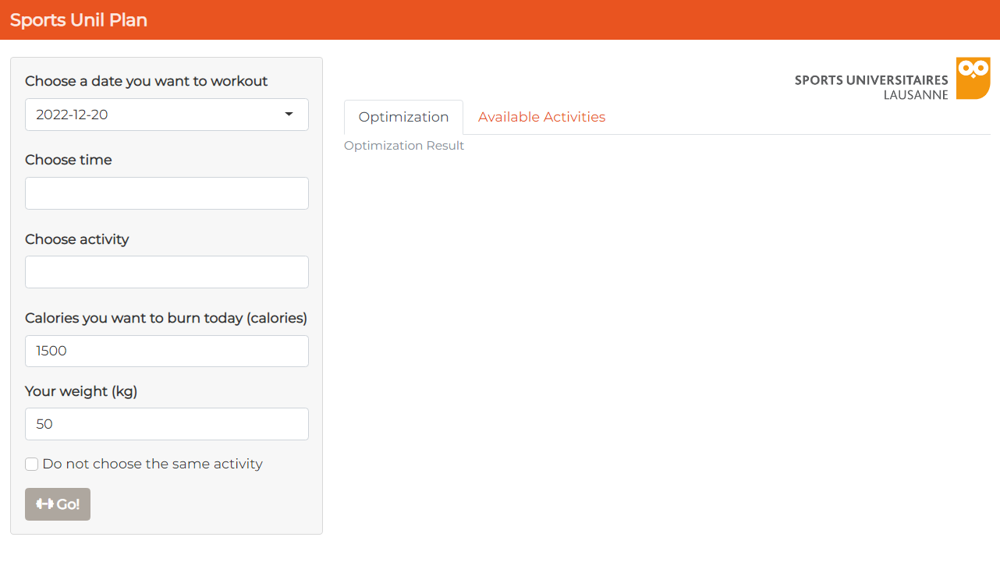 Sports Unil Plan
Choose a date you want to workout
2022-12-20
Choose time
Choose activity
Calories you want to burn today (calories)
1500
Your weight (kg)
50
Do not choose the same activity
Go!
SPORTS UNIVERSITAIRES
LAUSANNE
Optimization Available Activities
Optimization Result